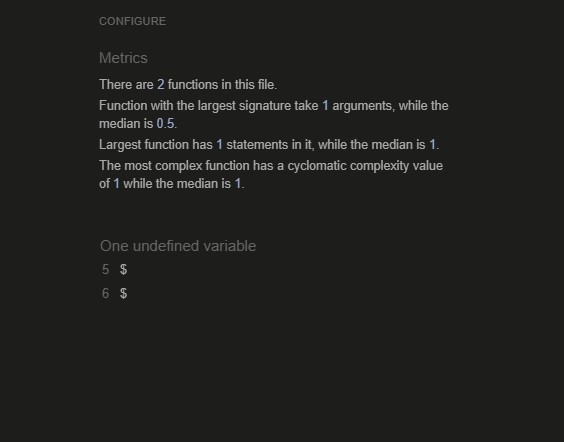 CONFIGURE
Metrics
There are 2 functions in this file.
Function with the largest signature take 1 arguments, while the
median is 0.5.
Largest function has 1 statements in it, while the median is 1.
The most complex function has a cyclomatic complexity value
of 1 while the median is 1.
One undefined variable
5 $
6 $